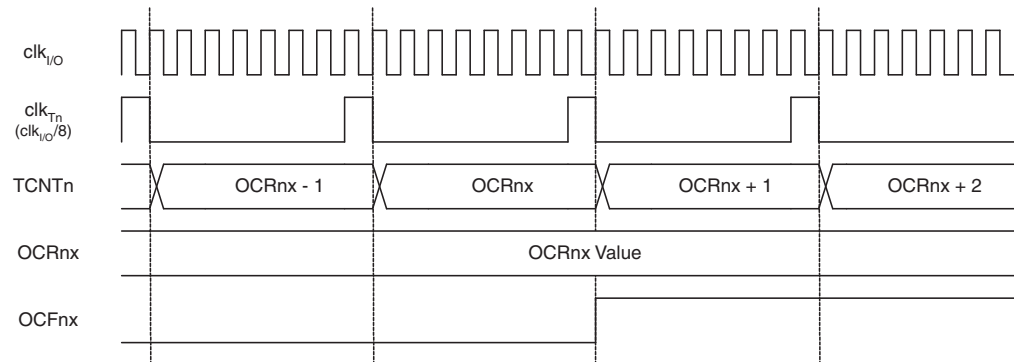 clkI/O
clkTn
(clkI/O/8)
TCNTn
OCRnx - 1
OCRnx
OCRnx + 1
OCRnx + 2
OCRnx
OCRnx Value
OCFnx